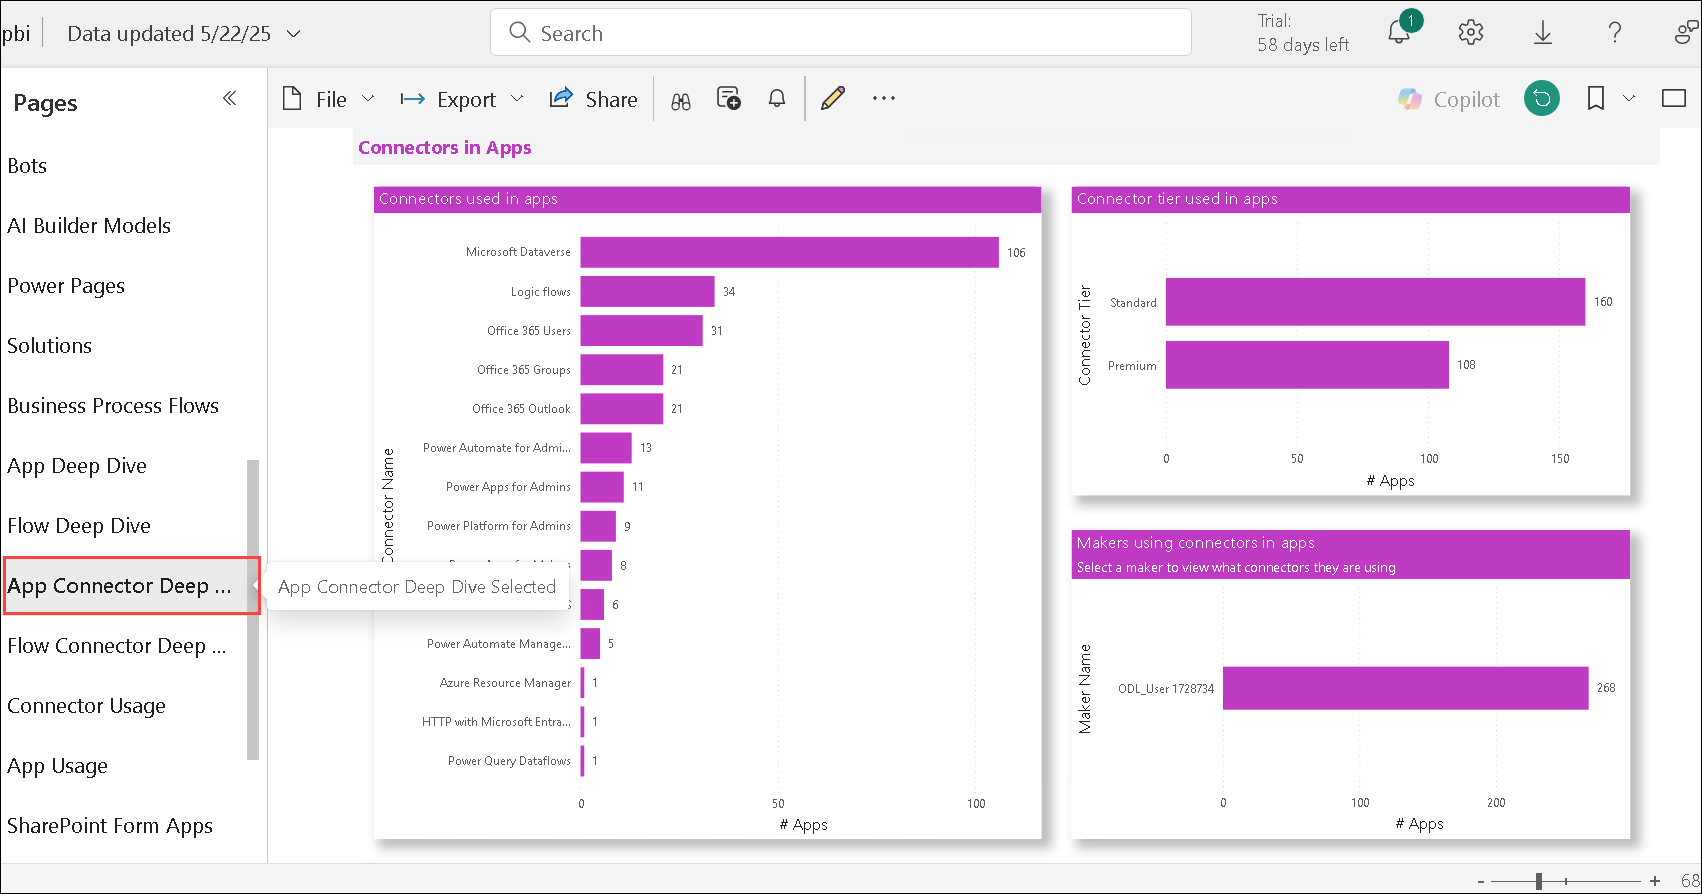 pbi
Data updated 5/22/25
Search
Trial:
58 days left
1
Pages
File
Export
Share
Copilot
Bots
AI Builder Models
Power Pages
Solutions
Business Process Flows
App Deep Dive
Flow Deep Dive
App Connector Deep ...
App Connector Deep Dive Selected
Flow Connector Deep ...
Connector Usage
App Usage
SharePoint Form Apps
Connectors in Apps
Connectors used in apps
Connector Name
Microsoft Dataverse 106
Logic flows 34
Office 365 Users 31
Office 365 Groups 21
Office 365 Outlook 21
Power Automate for Admi... 13
Power Apps for Admins 11
Power Platform for Admins 9
8
6
Power Automate Manage... 5
Azure Resource Manager 1
HTTP with Microsoft Entra... 1
Power Query Dataflows 1
0 50 100
# Apps
Connector tier used in apps
Connector Tier
Standard 160
Premium 108
0 50 100 150
# Apps
Makers using connectors in apps
Select a maker to view what connectors they are using
Maker Name
ODL_User 1728734 268
0 100 200
# Apps
- + 68